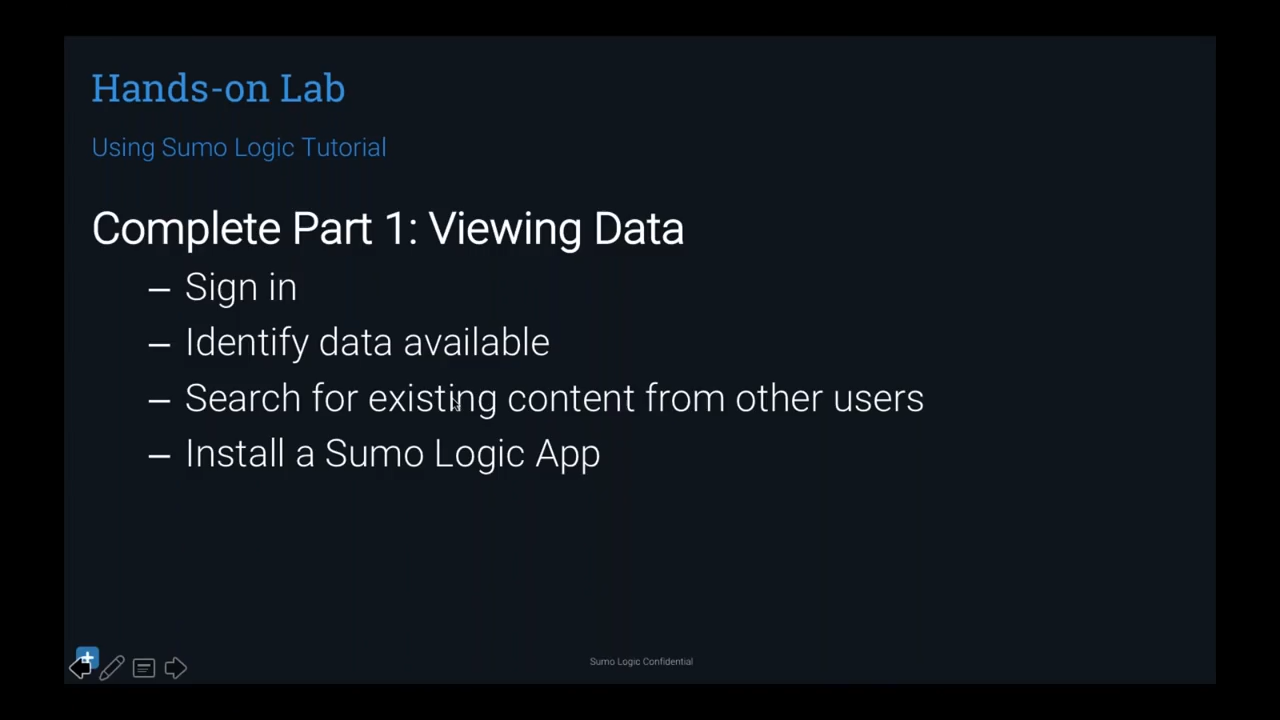 Hands-on Lab
Using Sumo Logic Tutorial
Complete Part 1: Viewing Data
– Sign in
– Identify data available
– Search for existing content from other users
– Install a Sumo Logic App
Sumo Logic Confidential